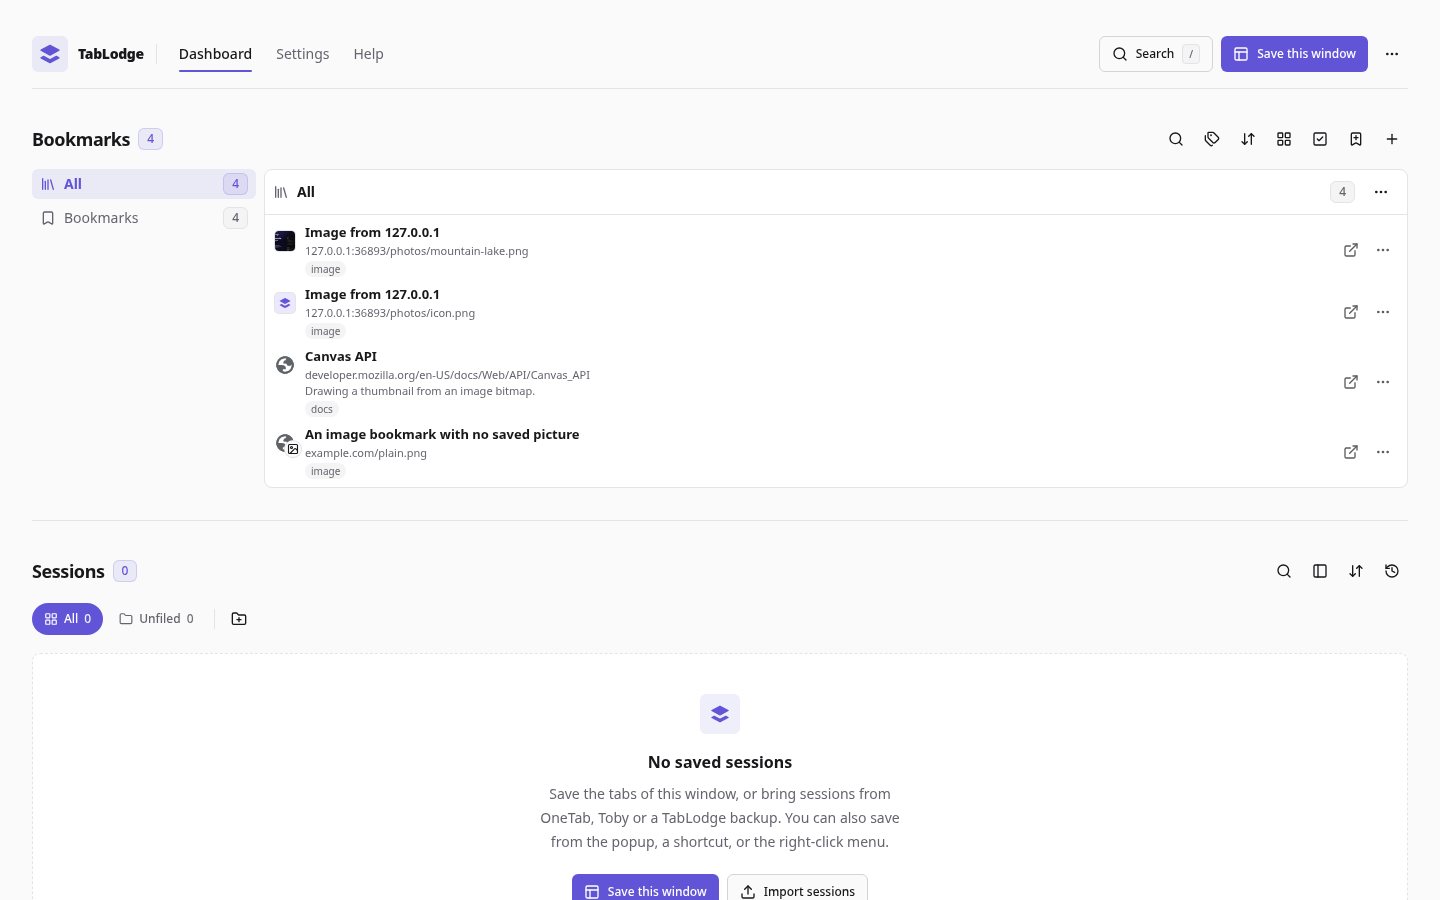 TabLodge
Dashboard
Settings
Help
Search /
Save this window
Bookmarks 4
All 4
Bookmarks 4
All 4
Image from 127.0.0.1
127.0.0.1:36893/photos/mountain-lake.png
image
Image from 127.0.0.1
127.0.0.1:36893/photos/icon.png
image
Canvas API
developer.mozilla.org/en-US/docs/Web/API/Canvas_API
Drawing a thumbnail from an image bitmap.
docs
An image bookmark with no saved picture
example.com/plain.png
image
Sessions 0
All 0
Unfiled 0
No saved sessions
Save the tabs of this window, or bring sessions from
OneTab, Toby or a TabLodge backup. You can also save
from the popup, a shortcut, or the right-click menu.
Save this window
Import sessions